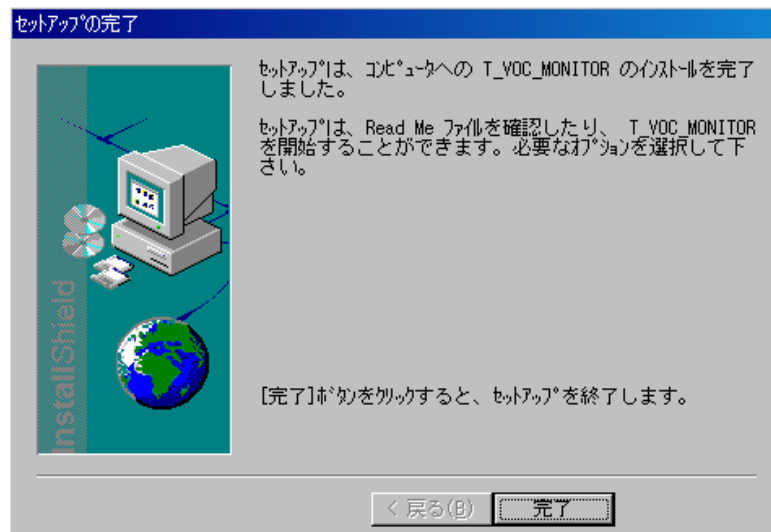 ｾｯﾄｱｯﾌﾟの完了
ｾｯﾄｱｯﾌﾟは、ｺﾝﾋﾟｭｰﾀへの T_VOC_MONITOR のｲﾝｽﾄｰﾙを完了
しました。
ｾｯﾄｱｯﾌﾟは、Read Me ﾌｧｲﾙを確認したり、 T_VOC_MONITOR
を開始することができます。必要なｵﾌﾟｼｮﾝを選択して下
さい。
InstallShield
[完了]ﾎﾞﾀﾝをｸﾘｯｸすると、ｾｯﾄｱｯﾌﾟを終了します。
< 戻る(B)
完了